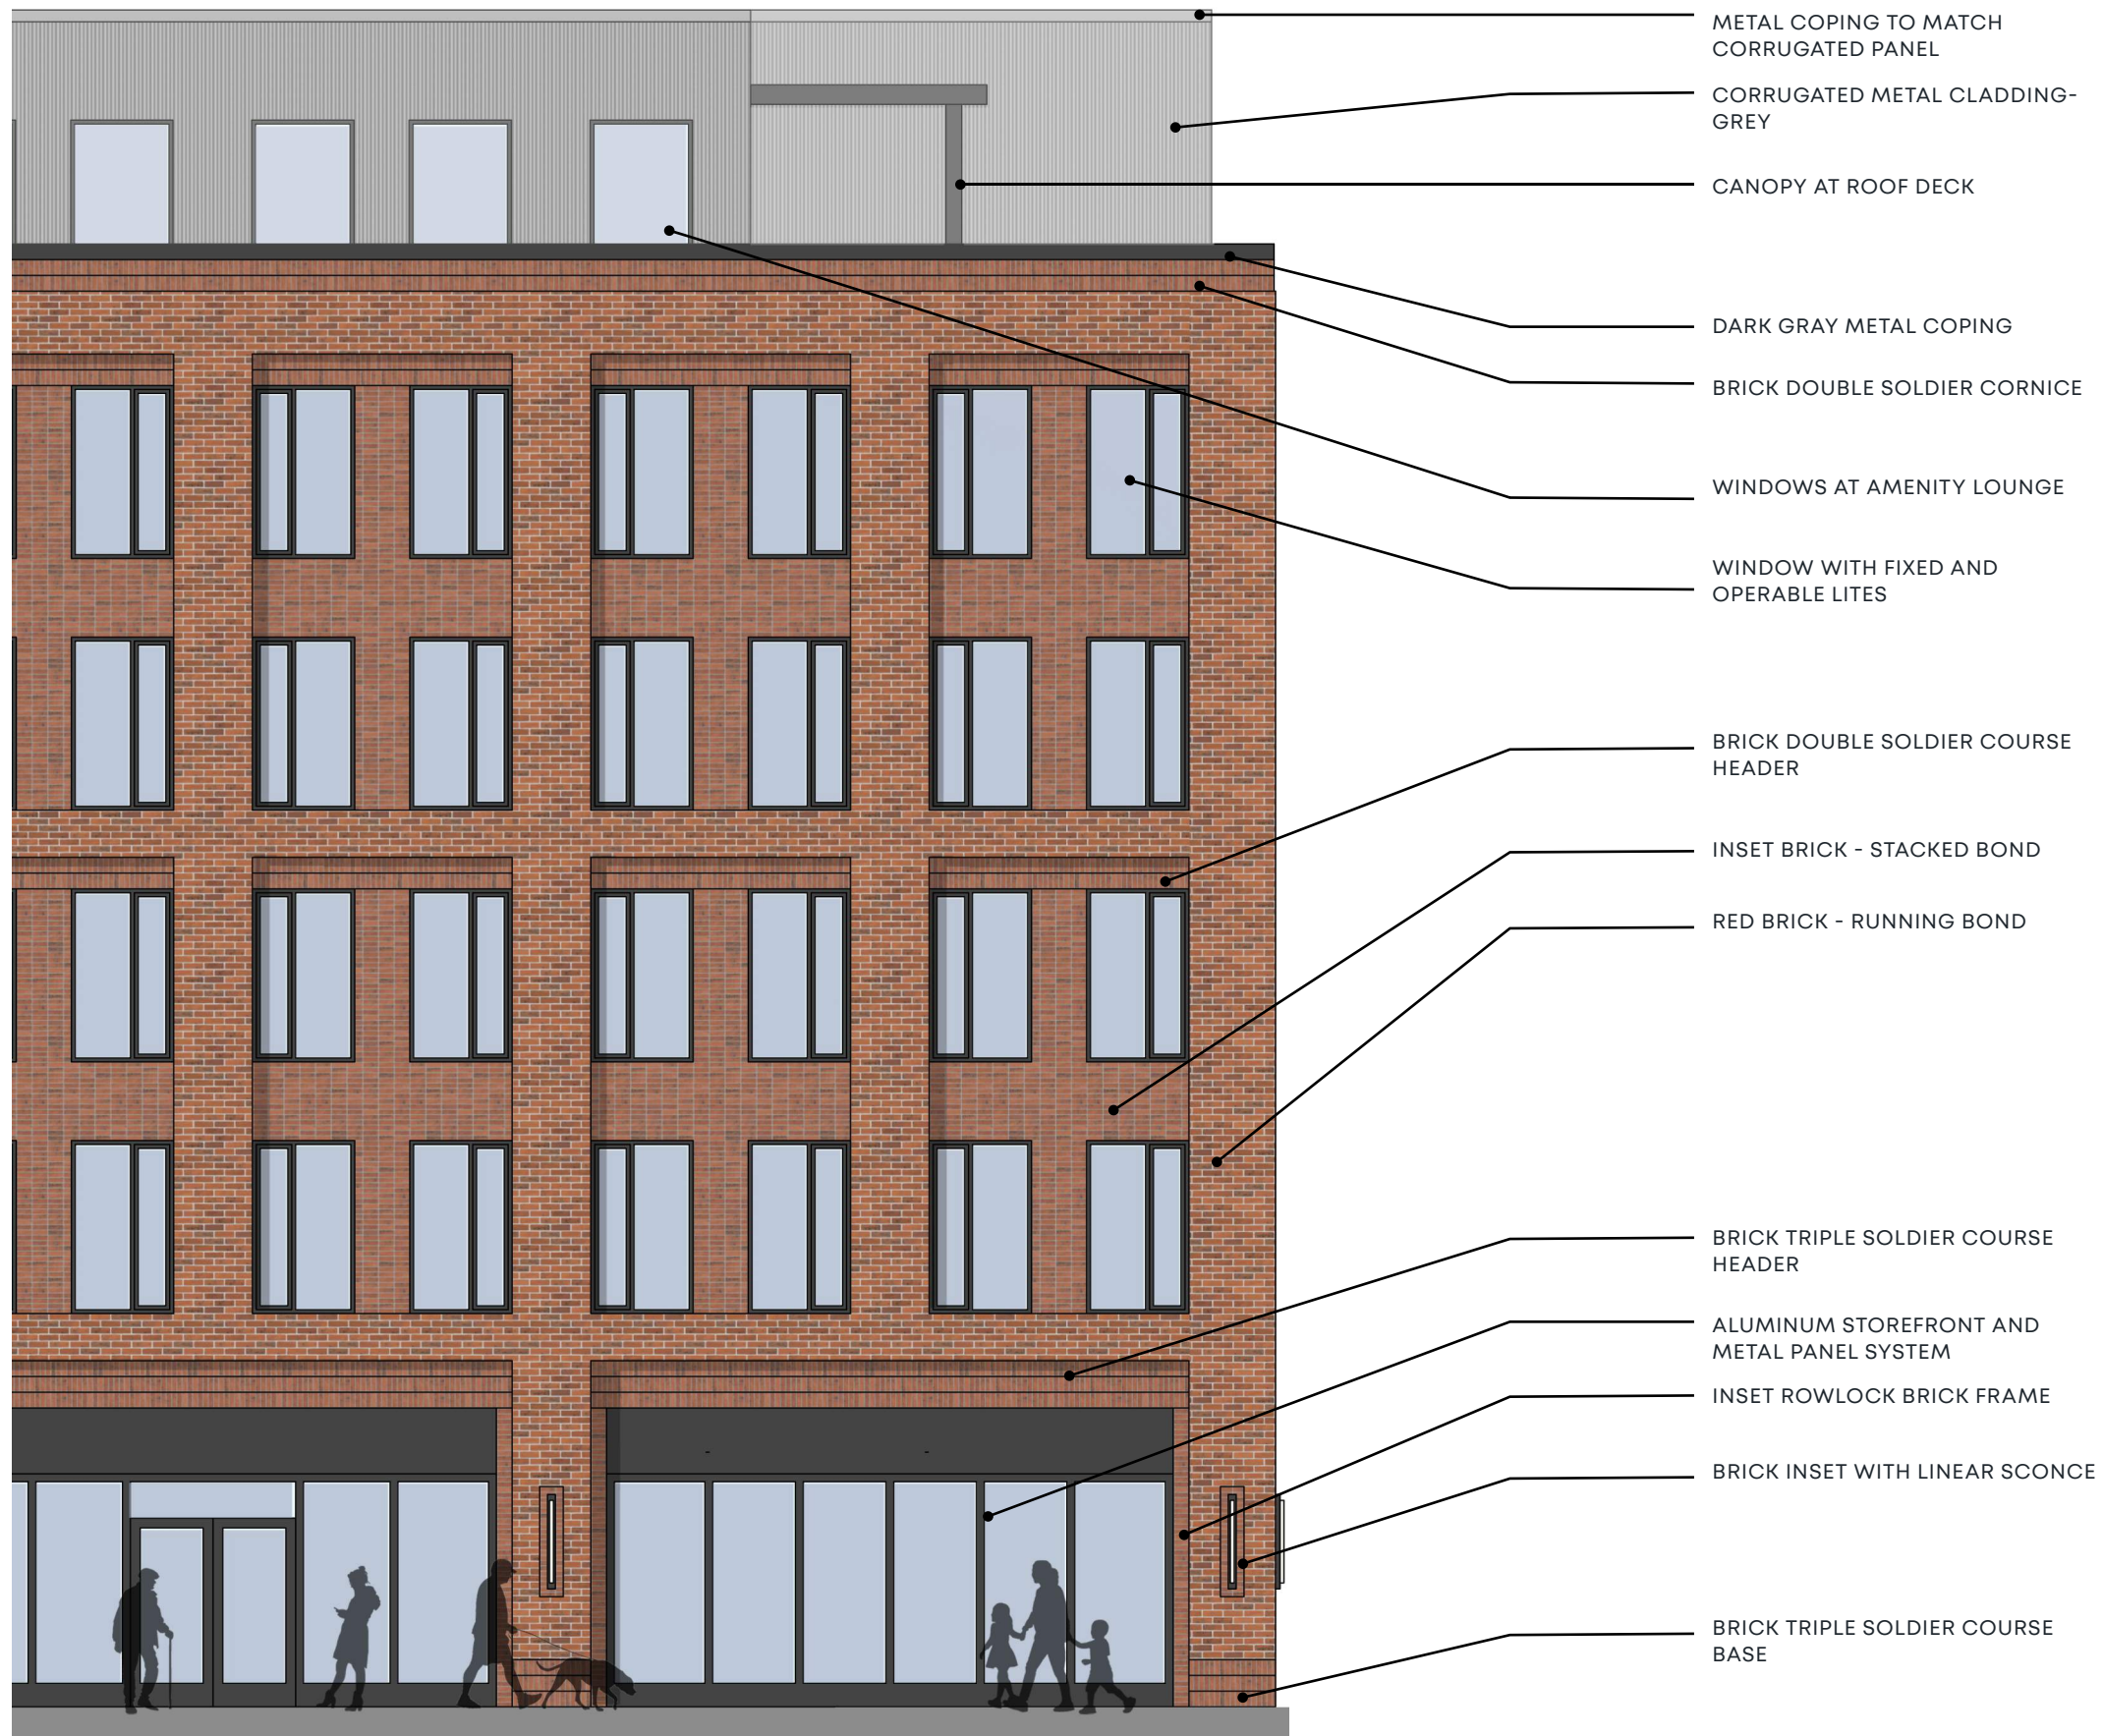 METAL COPING TO MATCH
CORRUGATED PANEL
CORRUGATED METAL CLADDING-
GREY
CANOPY AT ROOF DECK
DARK GRAY METAL COPING
BRICK DOUBLE SOLDIER CORNICE
WINDOWS AT AMENITY LOUNGE
WINDOW WITH FIXED AND
OPERABLE LITES
BRICK DOUBLE SOLDIER COURSE
HEADER
INSET BRICK - STACKED BOND
RED BRICK - RUNNING BOND
BRICK TRIPLE SOLDIER COURSE
HEADER
ALUMINUM STOREFRONT AND
METAL PANEL SYSTEM
INSET ROWLOCK BRICK FRAME
BRICK INSET WITH LINEAR SCONCE
BRICK TRIPLE SOLDIER COURSE
BASE